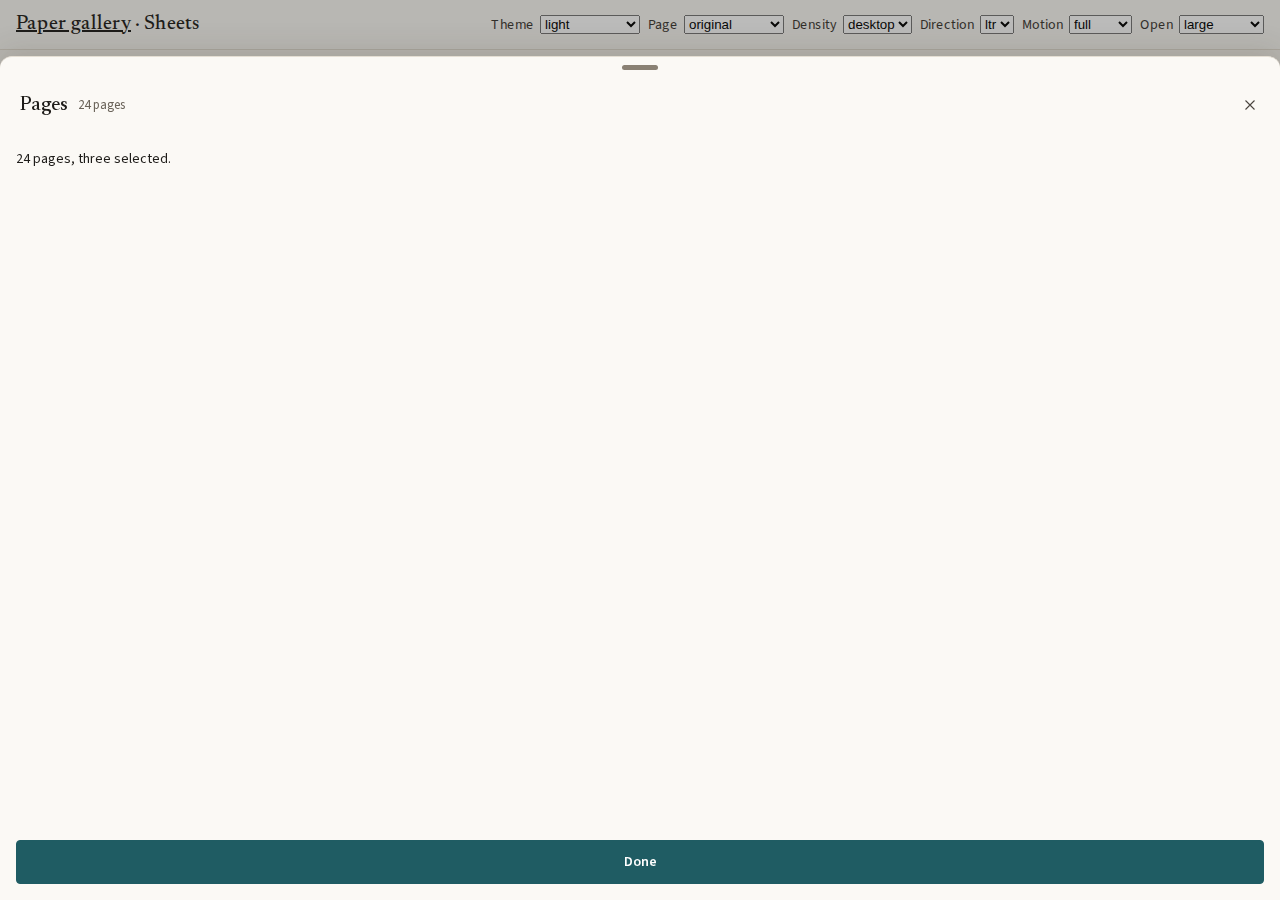 Paper gallery · Sheets Theme light Page original Density desktop Direction ltr Motion full Open large
Pages 24 pages
24 pages, three selected.
Done